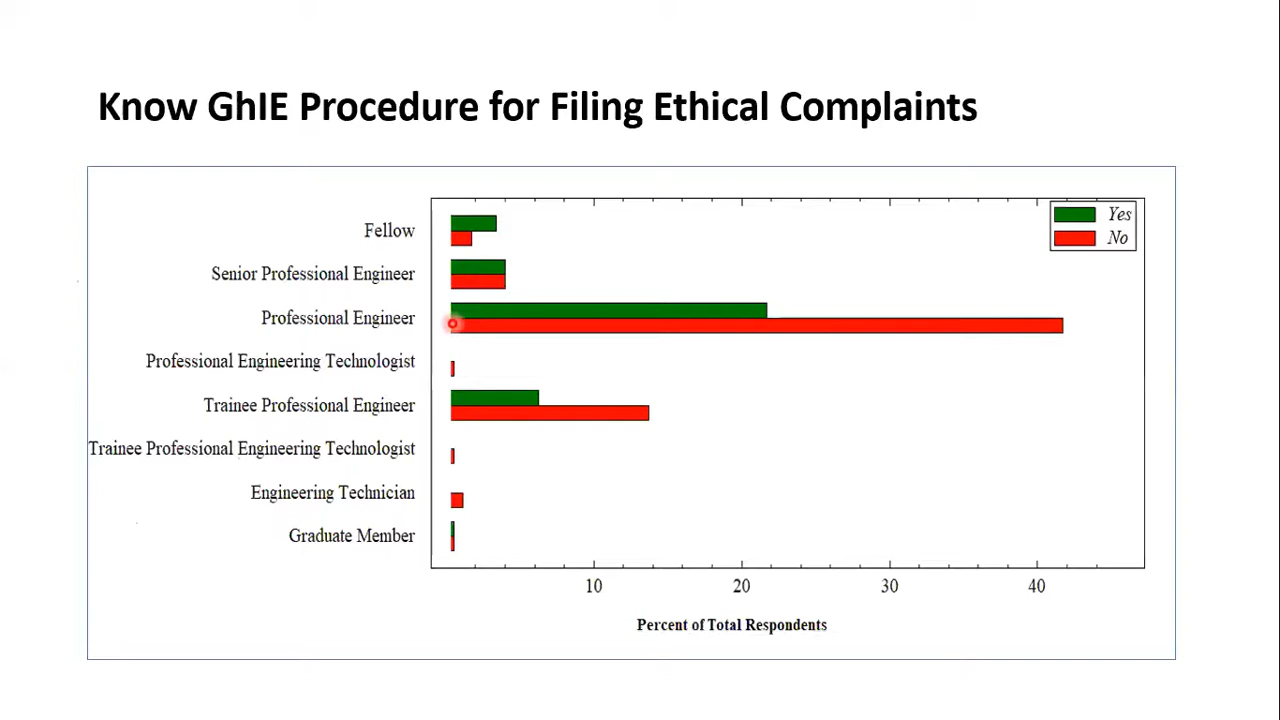 Know GhIE Procedure for Filing Ethical Complaints
Yes
No
Fellow
Senior Professional Engineer
Professional Engineer
Professional Engineering Technologist
Trainee Professional Engineer
Trainee Professional Engineering Technologist
Engineering Technician
Graduate Member
10 20 30 40
Percent of Total Respondents